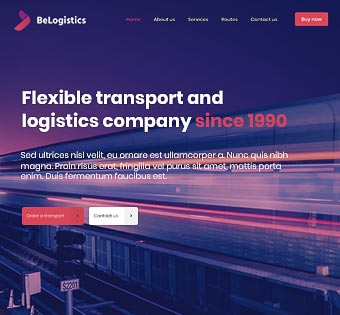 BeLogistics
Home About us Services Routes Contact us Buy now
Flexible transport and
logistics company since 1990
Sed ultrices nisl velit, eu ornare est ullamcorper a. Nunc quis nibh
magna. Proin risus erat, fringilla vel purus sit amet, mattis porta
enim. Duis fermentum faucibus est.
Order a transport > Contact us >
S2201